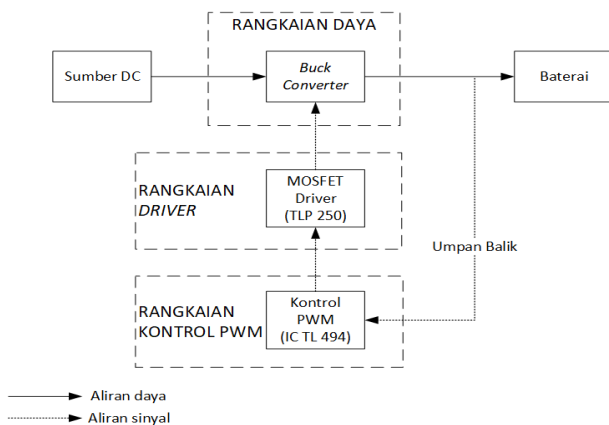 RANGKAIAN DAYA
Sumber DC
Buck
Converter
Baterai
RANGKAIAN
DRIVER
MOSFET
Driver
(TLP 250)
Umpan Balik
RANGKAIAN
KONTROL PWM
Kontrol
PWM
(IC TL 494)
Aliran daya
Aliran sinyal